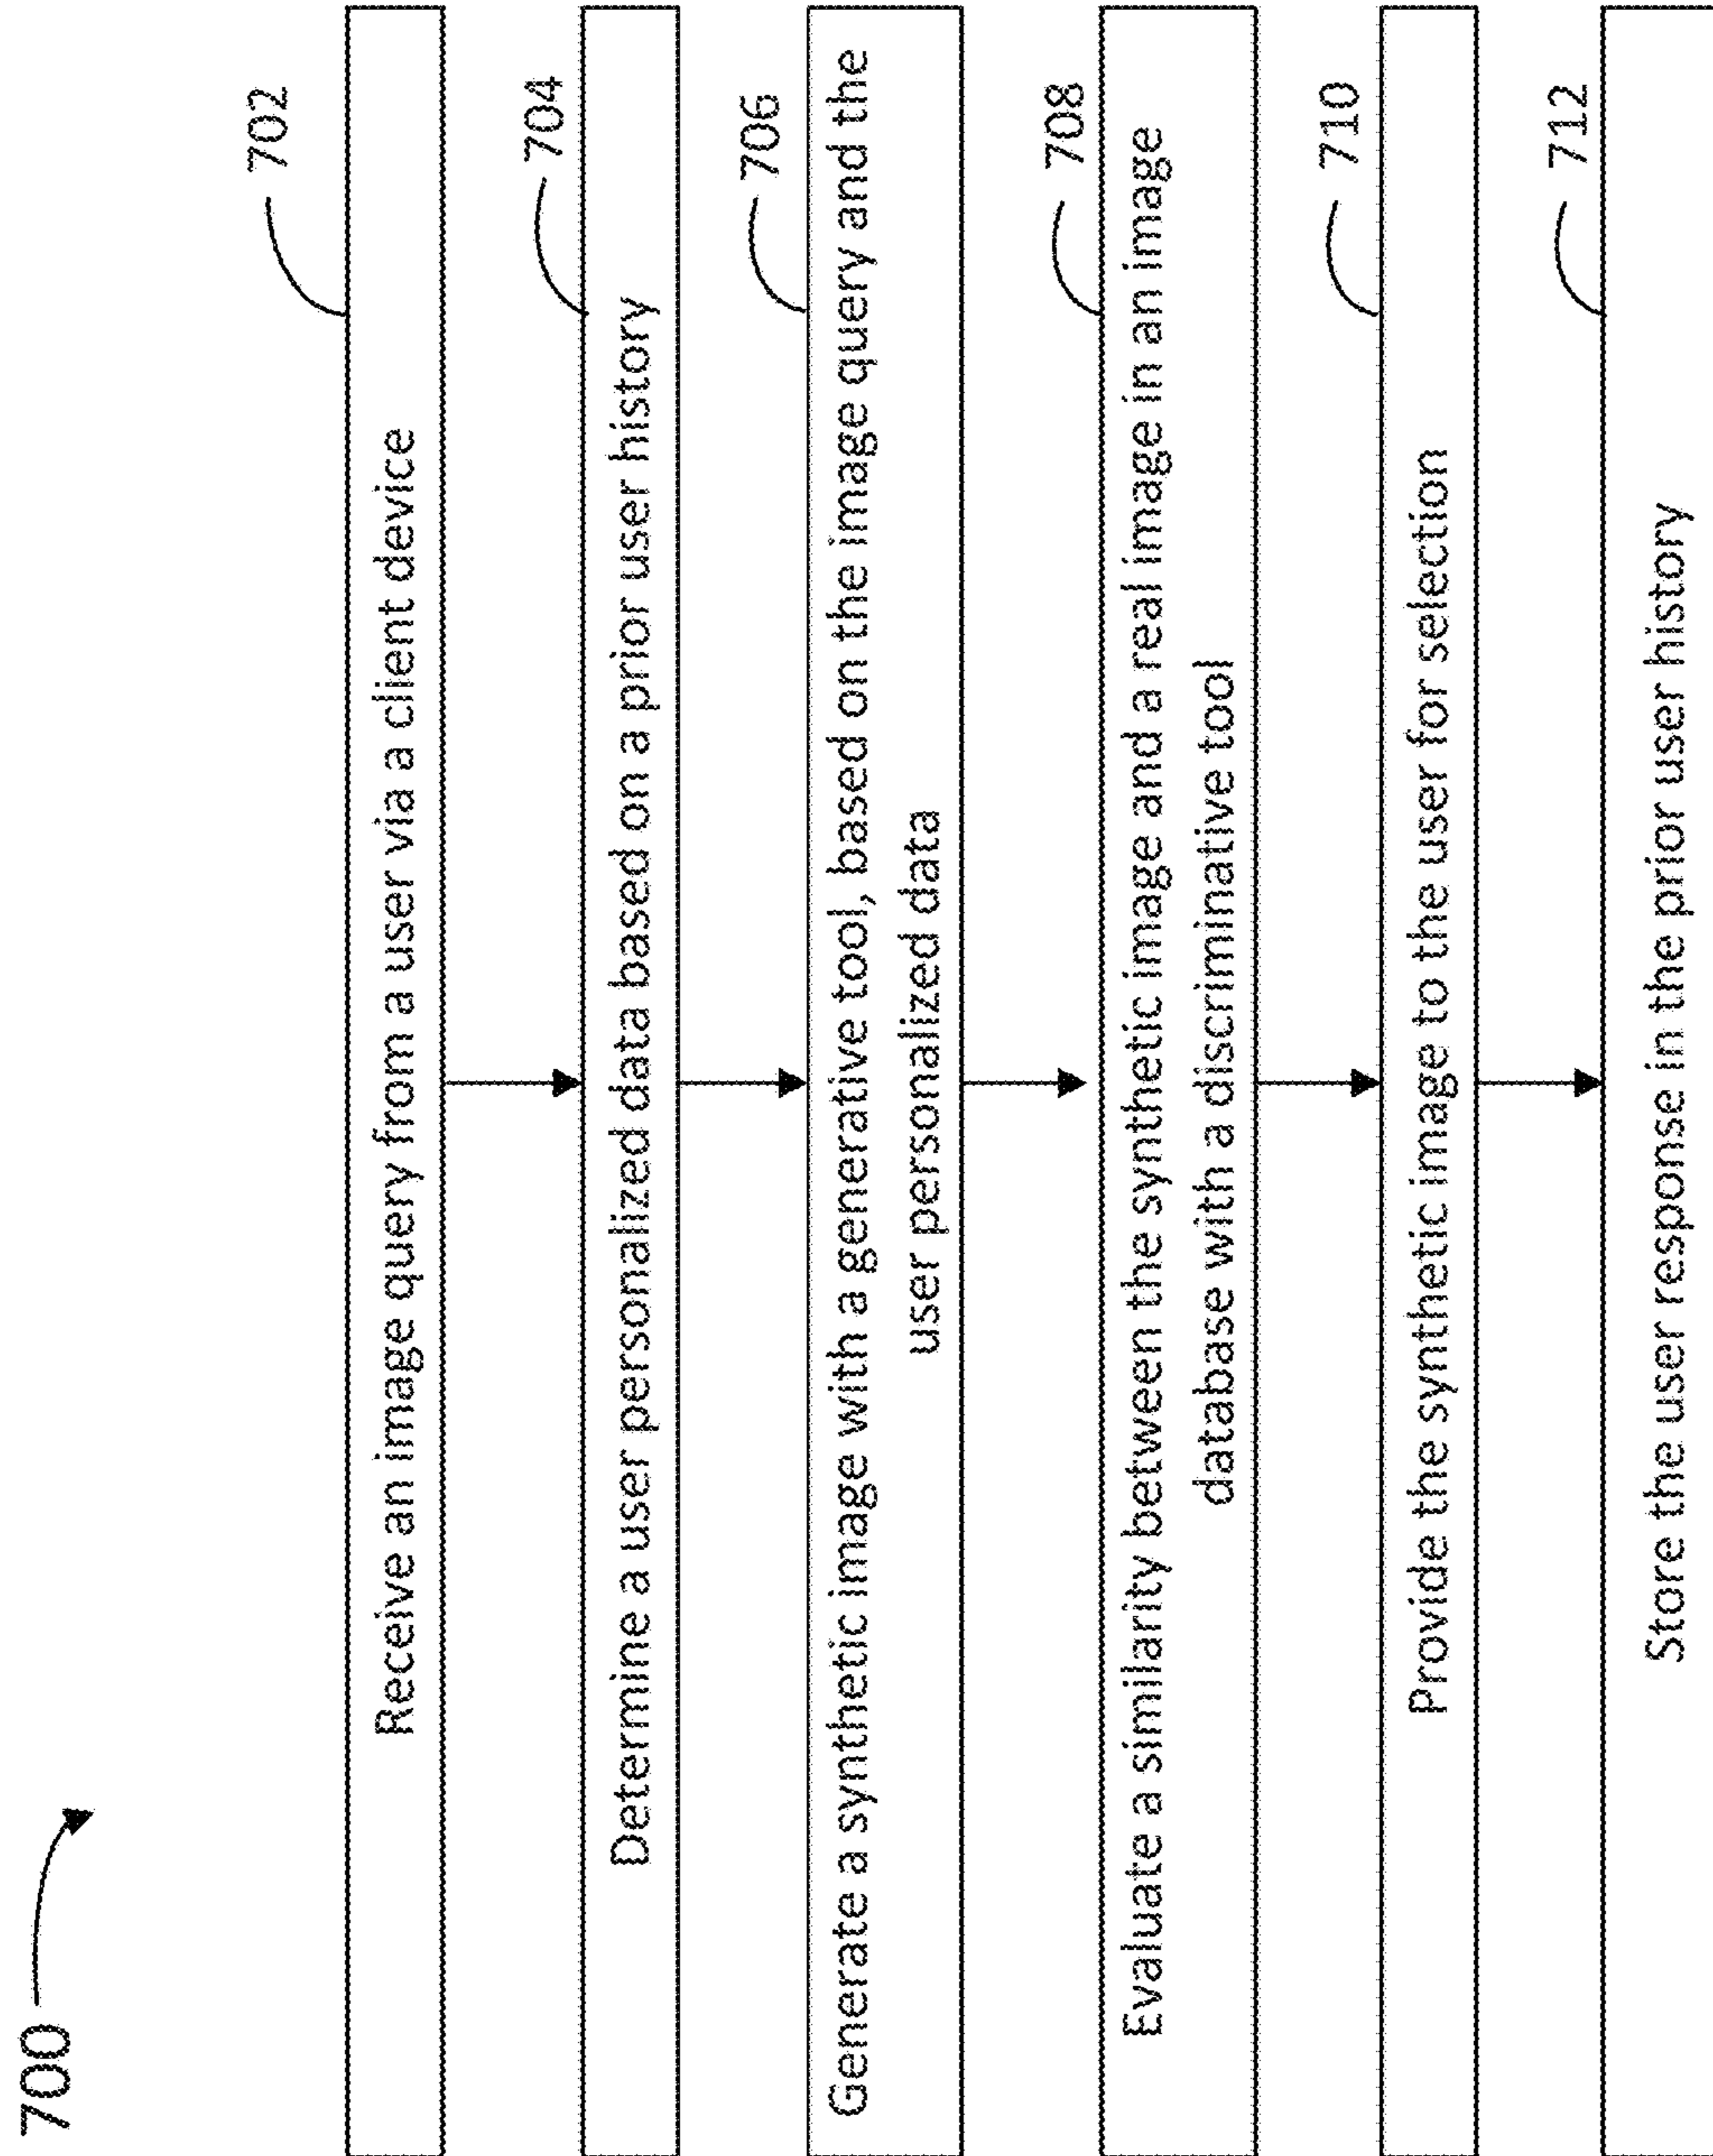 700
702
Receive an image query from a user via a client device
704
Determine a user personalized data based on a prior user history
706
Generate a synthetic image with a generative tool, based on the image query and the
user personalized data
708
Evaluate a similarity between the synthetic image and a real image in an image
database with a discriminative tool
710
Provide the synthetic image to the user for selection
712
Store the user response in the prior user history